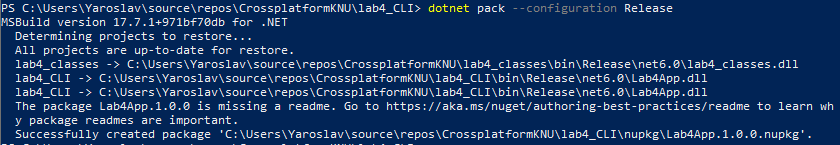 PS C:\Users\Yaroslav\source\repos\CrossplatformKNU\lab4_CLI> dotnet pack --configuration Release
MSBuild version 17.7.1+971bf70db for .NET
  Determining projects to restore...
  All projects are up-to-date for restore.
  lab4_classes -> C:\Users\Yaroslav\source\repos\CrossplatformKNU\lab4_classes\bin\Release\net6.0\lab4_classes.dll
  lab4_CLI -> C:\Users\Yaroslav\source\repos\CrossplatformKNU\lab4_CLI\bin\Release\net6.0\Lab4App.dll
  lab4_CLI -> C:\Users\Yaroslav\source\repos\CrossplatformKNU\lab4_CLI\bin\Release\net6.0\Lab4App.dll
  The package Lab4App.1.0.0 is missing a readme. Go to https://aka.ms/nuget/authoring-best-practices/readme to learn wh
  y package readmes are important.
  Successfully created package 'C:\Users\Yaroslav\source\repos\CrossplatformKNU\lab4_CLI\nupkg\Lab4App.1.0.0.nupkg'.